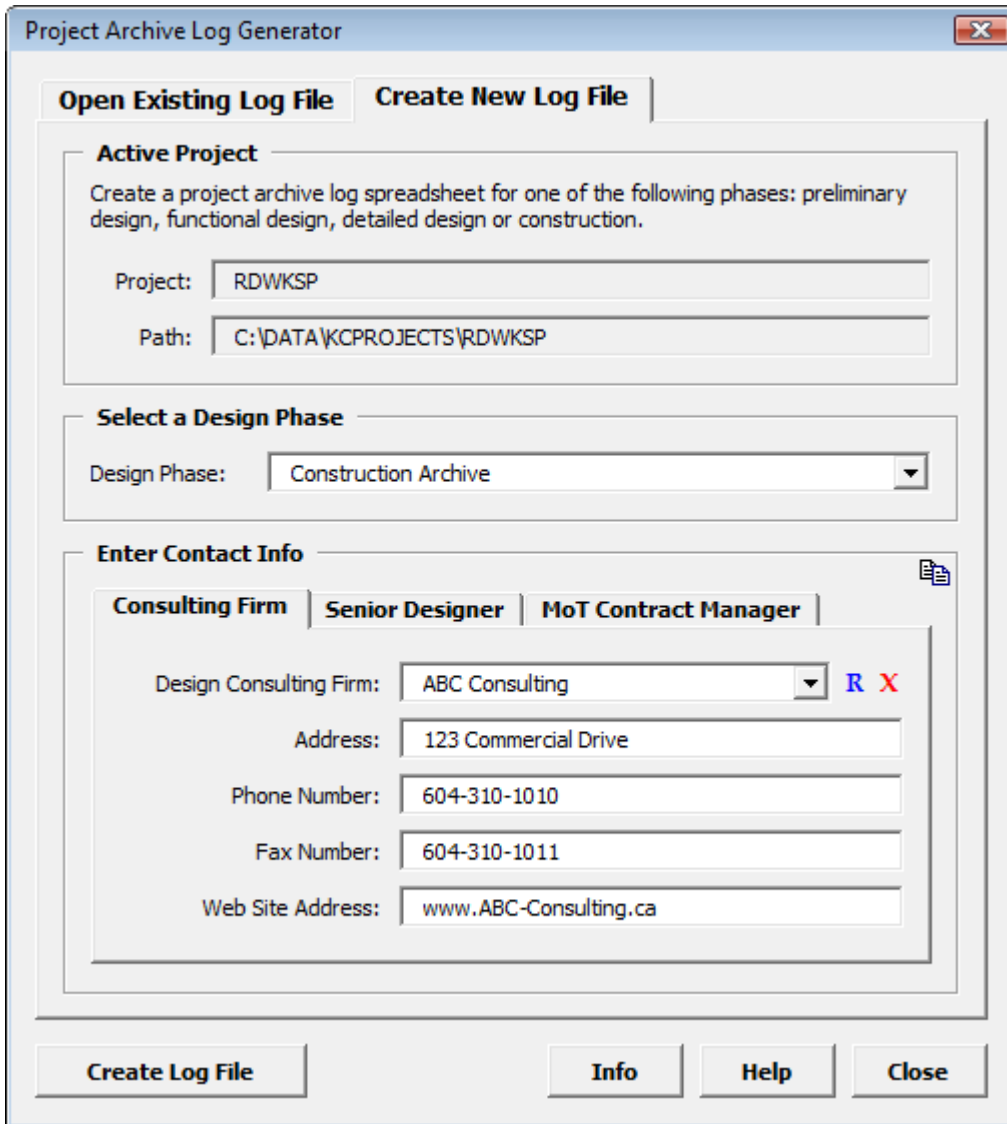 Project Archive Log Generator
Open Existing Log File
Create New Log File
Active Project
Create a project archive log spreadsheet for one of the following phases: preliminary
design, functional design, detailed design or construction.
Project: RDWKSP
Path: C:\DATA\KCPROJECTS\RDWKSP
Select a Design Phase
Design Phase: Construction Archive
Enter Contact Info
Consulting Firm
Senior Designer
MoT Contract Manager
Design Consulting Firm: ABC Consulting R X
Address: 123 Commercial Drive
Phone Number: 604-310-1010
Fax Number: 604-310-1011
Web Site Address: www.ABC-Consulting.ca
Create Log File
Info
Help
Close